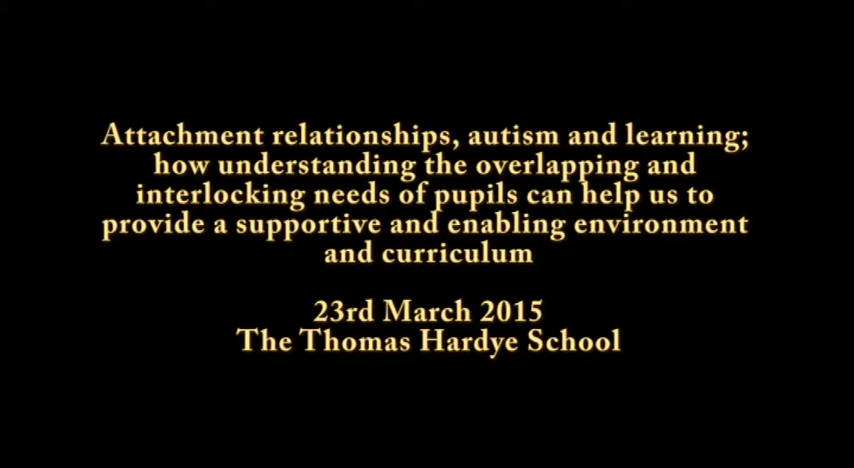 Attachment relationships, autism and learning;
how understanding the overlapping and
interlocking needs of pupils can help us to
provide a supportive and enabling environment
and curriculum
23rd March 2015
The Thomas Hardye School